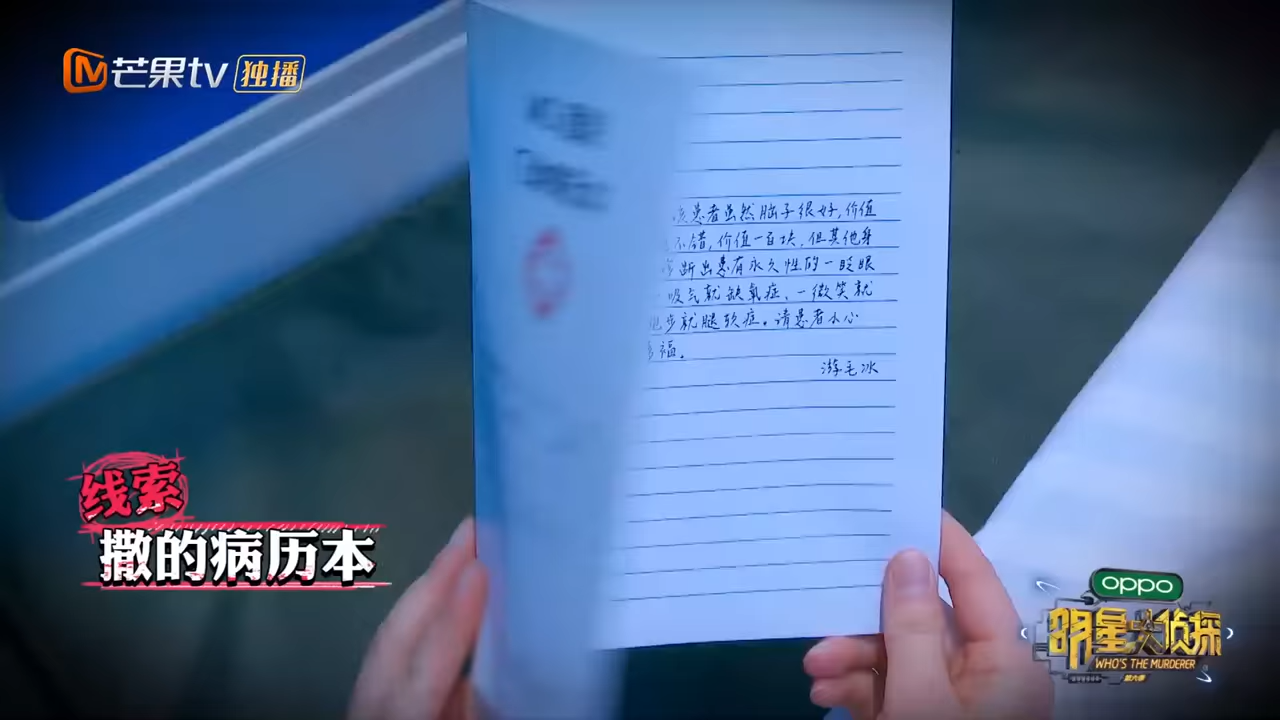 芒果tv 独播
该患者虽然脑子很好,价值
不错,价值一百块,但其他身
诊断出患有永久性的一眨眼
吸气就缺氧症、一微笑就
跑步就腿软症。请患者小心
多福。
游毛冰
线索
撒的病历本
oppo
明星大侦探
WHO'S THE MURDERER
第六季